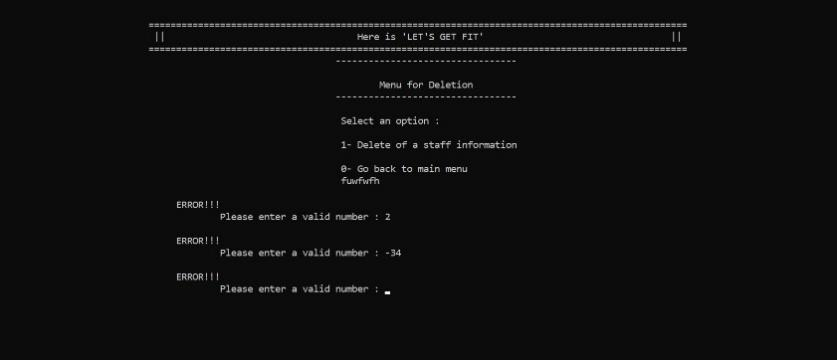 ====================================================================================================
|| Here is 'LET'S GET FIT' ||
====================================================================================================
---------------------------------
Menu for Deletion
---------------------------------
Select an option :
1- Delete of a staff information
0- Go back to main menu
fuwfwfh
ERROR!!!
Please enter a valid number : 2
ERROR!!!
Please enter a valid number : -34
ERROR!!!
Please enter a valid number :